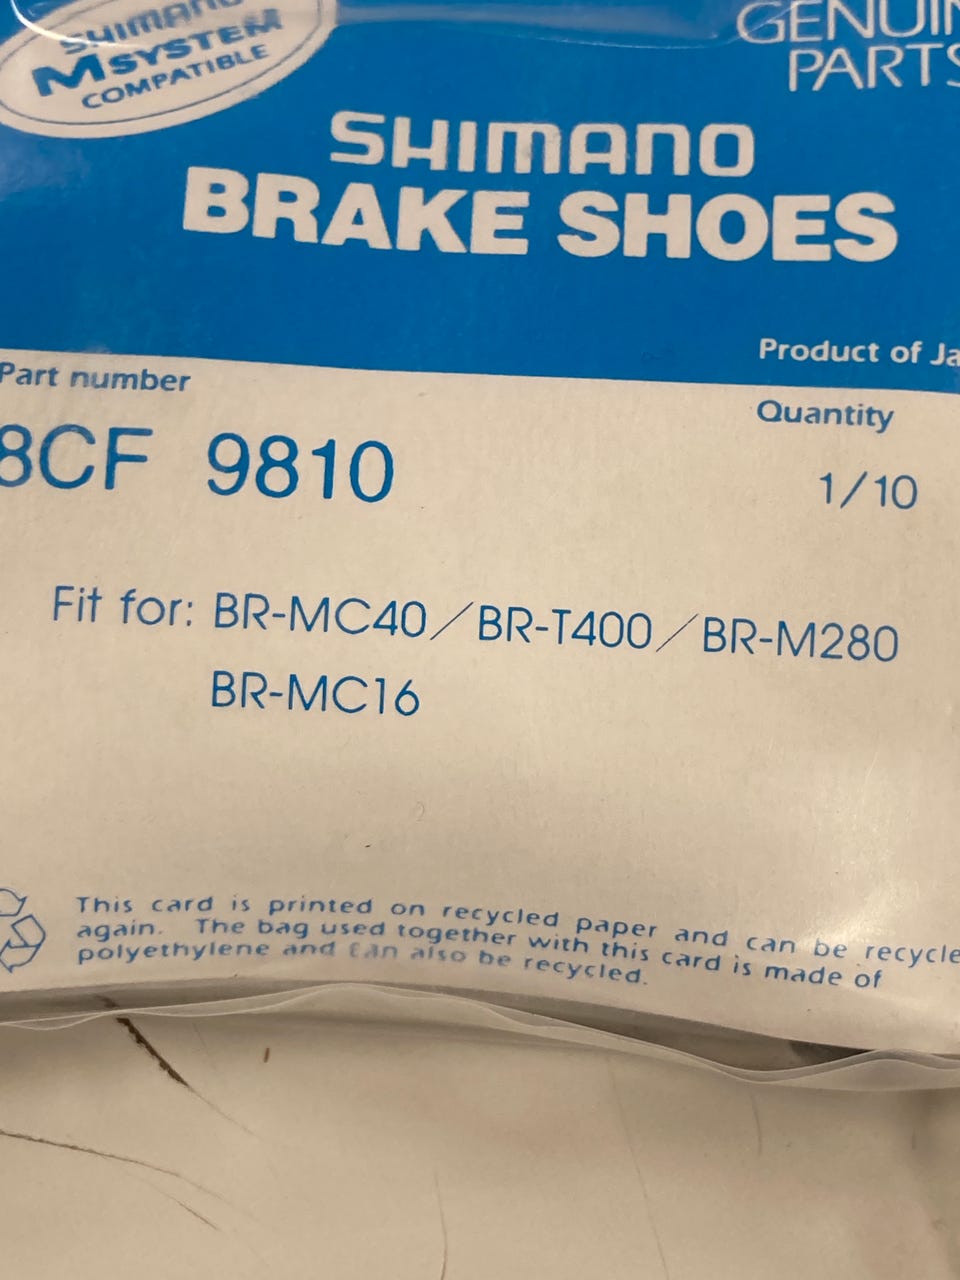 SHIMANO
M SYSTEM
COMPATIBLE
GENUIN
PARTS
SHIMANO
BRAKE SHOES
Product of Ja
Part number
8CF 9810
Quantity
1/10
Fit for: BR-MC40/BR-T400/BR-M280
BR-MC16
This card is printed on recycled paper and can be recycle
again. The bag used together with this card is made of
polyethylene and can also be recycled.